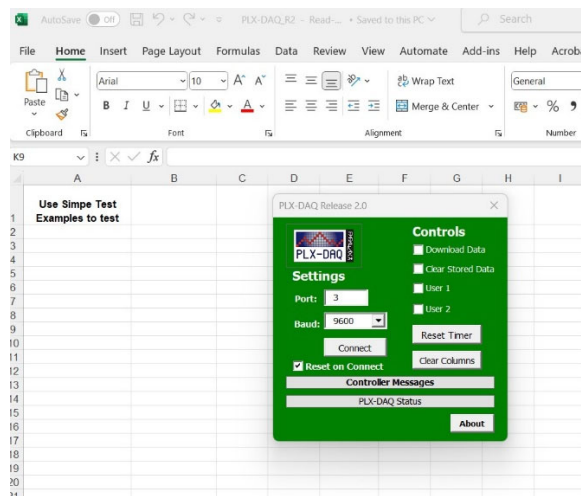 AutoSave Off PLX-DAQ_R2 - Read-... • Saved to this PC Search
File Home Insert Page Layout Formulas Data Review View Automate Add-ins Help Acroba
Paste
Arial 10 A^ Aˇ
B I U A
ab Wrap Text
Merge & Center
General
% 9
Clipboard Font Alignment Number
K9 fx
A B C D E F G H I
1 Use Simpe Test
Examples to test
2
3
4
5
6
7
8
9
10
11
12
13
14
15
16
17
18
19
20
21
PLX-DAQ Release 2.0
PLX-DAQ
Settings
Port: 3
Baud: 9600
Connect
Reset on Connect
Controls
Download Data
Clear Stored Data
User 1
User 2
Reset Timer
Clear Columns
Controller Messages
PLX-DAQ Status
About